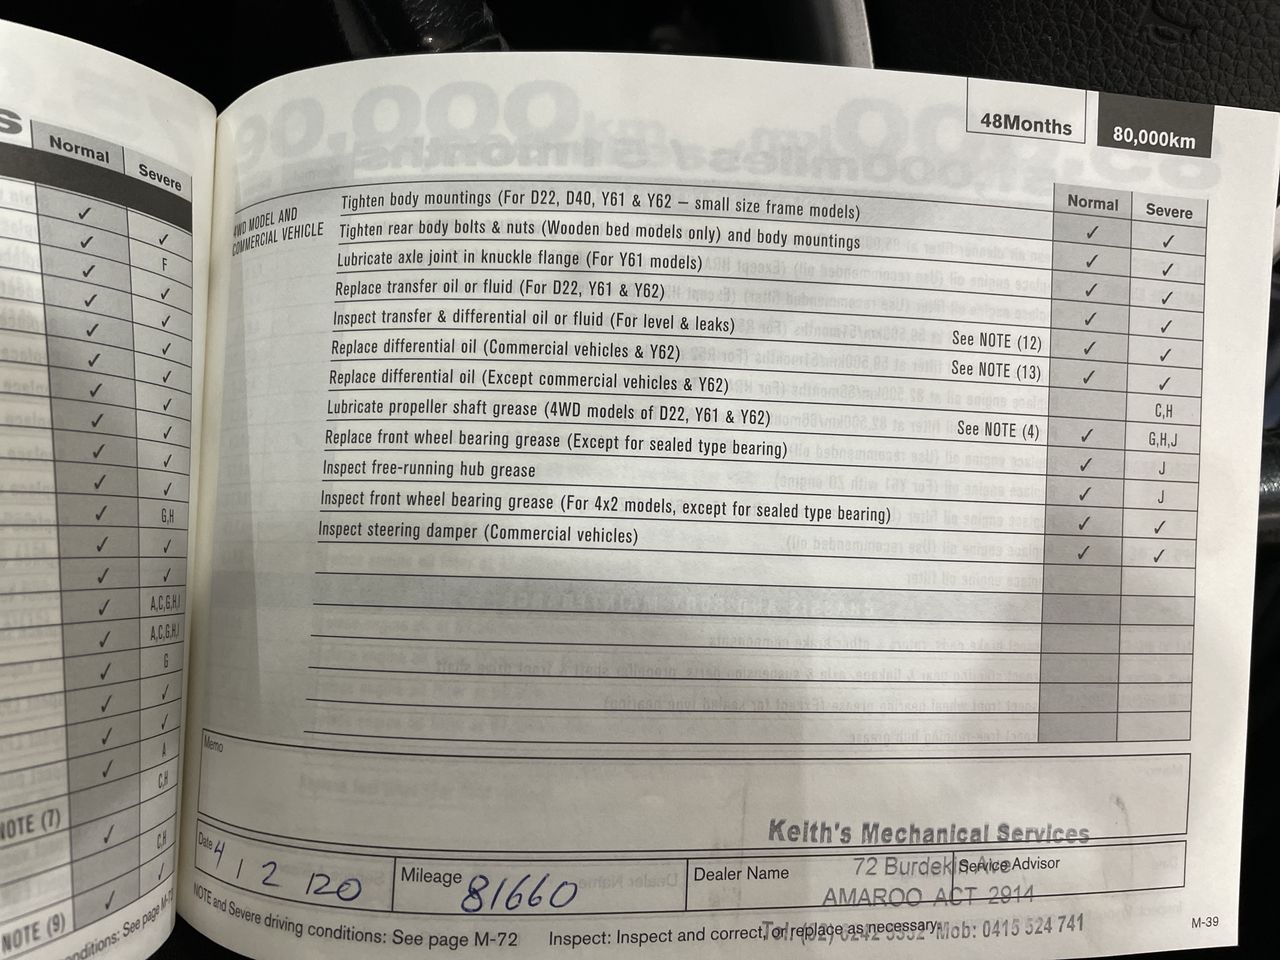 S
Normal
Severe
✓
✓ ✓
✓ F
✓ ✓
✓ ✓
✓ ✓
✓ ✓
✓ ✓
✓ ✓
✓ ✓
✓ G,H
✓ ✓
✓ ✓
✓ A,C,G,H,I
✓ A,C,G,H,I
✓ G
✓ ✓
✓ ✓
✓ A
C,H
NOTE (7)
✓ C,H
✓
✓
NOTE (9)
conditions: See page M-72
48Months
80,000km
Normal
Severe
4WD MODEL AND
COMMERCIAL VEHICLE
Tighten body mountings (For D22, D40, Y61 & Y62 – small size frame models) ✓ ✓
Tighten rear body bolts & nuts (Wooden bed models only) and body mountings ✓ ✓
Lubricate axle joint in knuckle flange (For Y61 models) ✓ ✓
Replace transfer oil or fluid (For D22, Y61 & Y62) ✓ ✓
Inspect transfer & differential oil or fluid (For level & leaks) See NOTE (12) ✓ ✓
Replace differential oil (Commercial vehicles & Y62) See NOTE (13) ✓ ✓
Replace differential oil (Except commercial vehicles & Y62) C,H
Lubricate propeller shaft grease (4WD models of D22, Y61 & Y62) See NOTE (4) ✓ G,H,J
Replace front wheel bearing grease (Except for sealed type bearing) ✓ J
Inspect free-running hub grease ✓ J
Inspect front wheel bearing grease (For 4x2 models, except for sealed type bearing) ✓ ✓
Inspect steering damper (Commercial vehicles) ✓ ✓
Memo
Keith's Mechanical Services
72 Burdekin Ave
AMAROO ACT 2914
Tel: (02) 6242 5352 Mob: 0415 524 741
Date 4/2/20
Mileage 81660
Dealer Name
Service Advisor
NOTE and Severe driving conditions: See page M-72 Inspect: Inspect and correct, or replace as necessary.
M-39